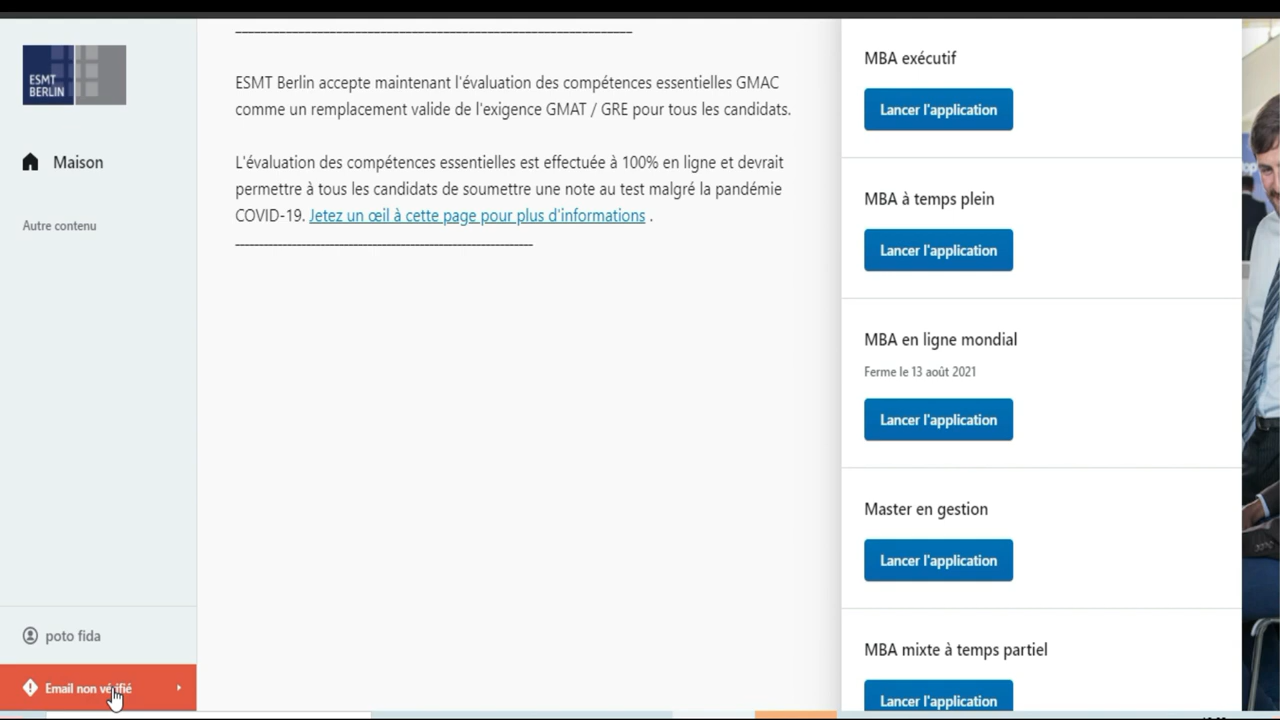 ESMT
BERLIN
Maison
Autre contenu
poto fida
Email non vérifié
ESMT Berlin accepte maintenant l'évaluation des compétences essentielles GMAC
comme un remplacement valide de l'exigence GMAT / GRE pour tous les candidats.
L'évaluation des compétences essentielles est effectuée à 100% en ligne et devrait
permettre à tous les candidats de soumettre une note au test malgré la pandémie
COVID-19. Jetez un œil à cette page pour plus d'informations .
MBA exécutif
Lancer l'application
MBA à temps plein
Lancer l'application
MBA en ligne mondial
Ferme le 13 août 2021
Lancer l'application
Master en gestion
Lancer l'application
MBA mixte à temps partiel
Lancer l'application